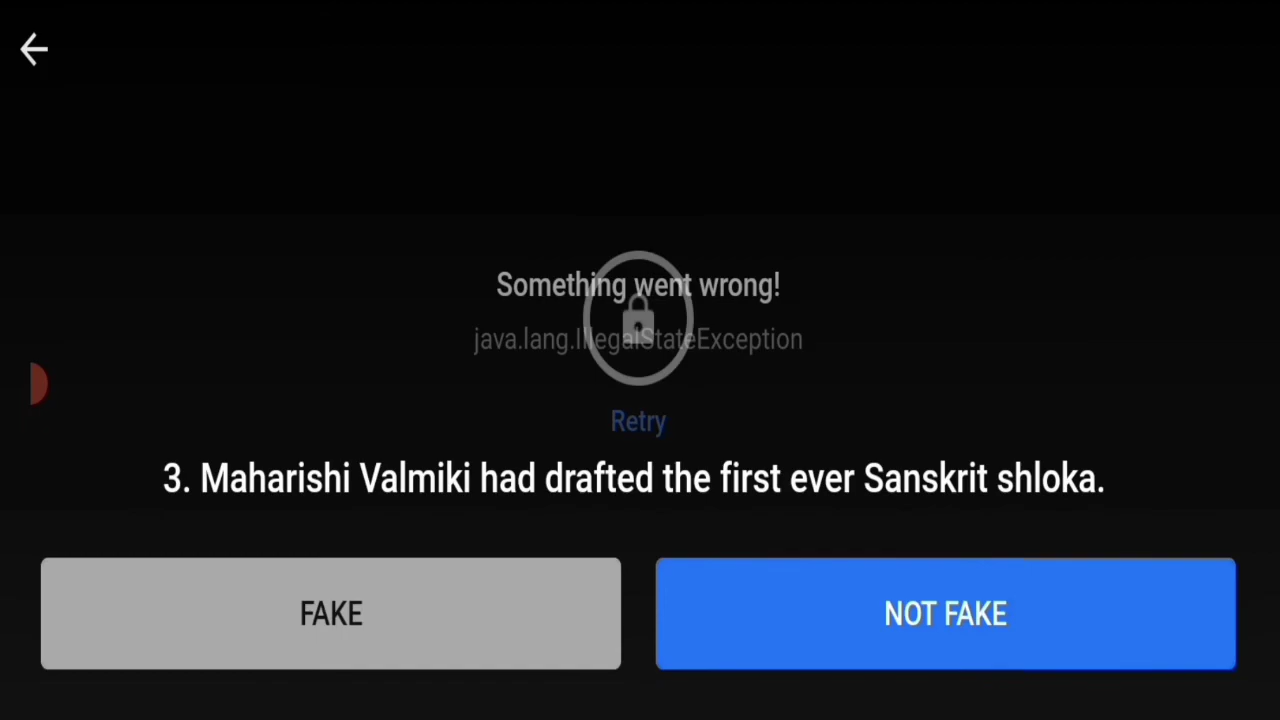 Something went wrong!
java.lang.IllegalStateException
Retry
3. Maharishi Valmiki had drafted the first ever Sanskrit shloka.
FAKE
NOT FAKE